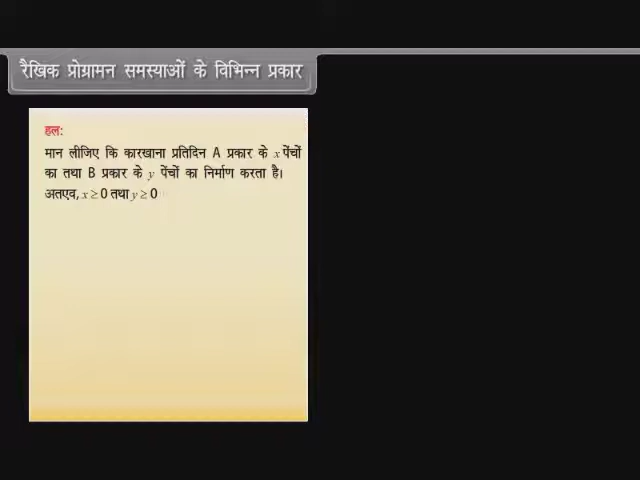 रैखिक प्रोग्रामन समस्याओं के विभिन्न प्रकार
हल:
मान लीजिए कि कारखाना प्रतिदिन A प्रकार के x पेंचों
का तथा B प्रकार के y पेंचों का निर्माण करता है।
अतएव, x ≥ 0 तथा y ≥ 0